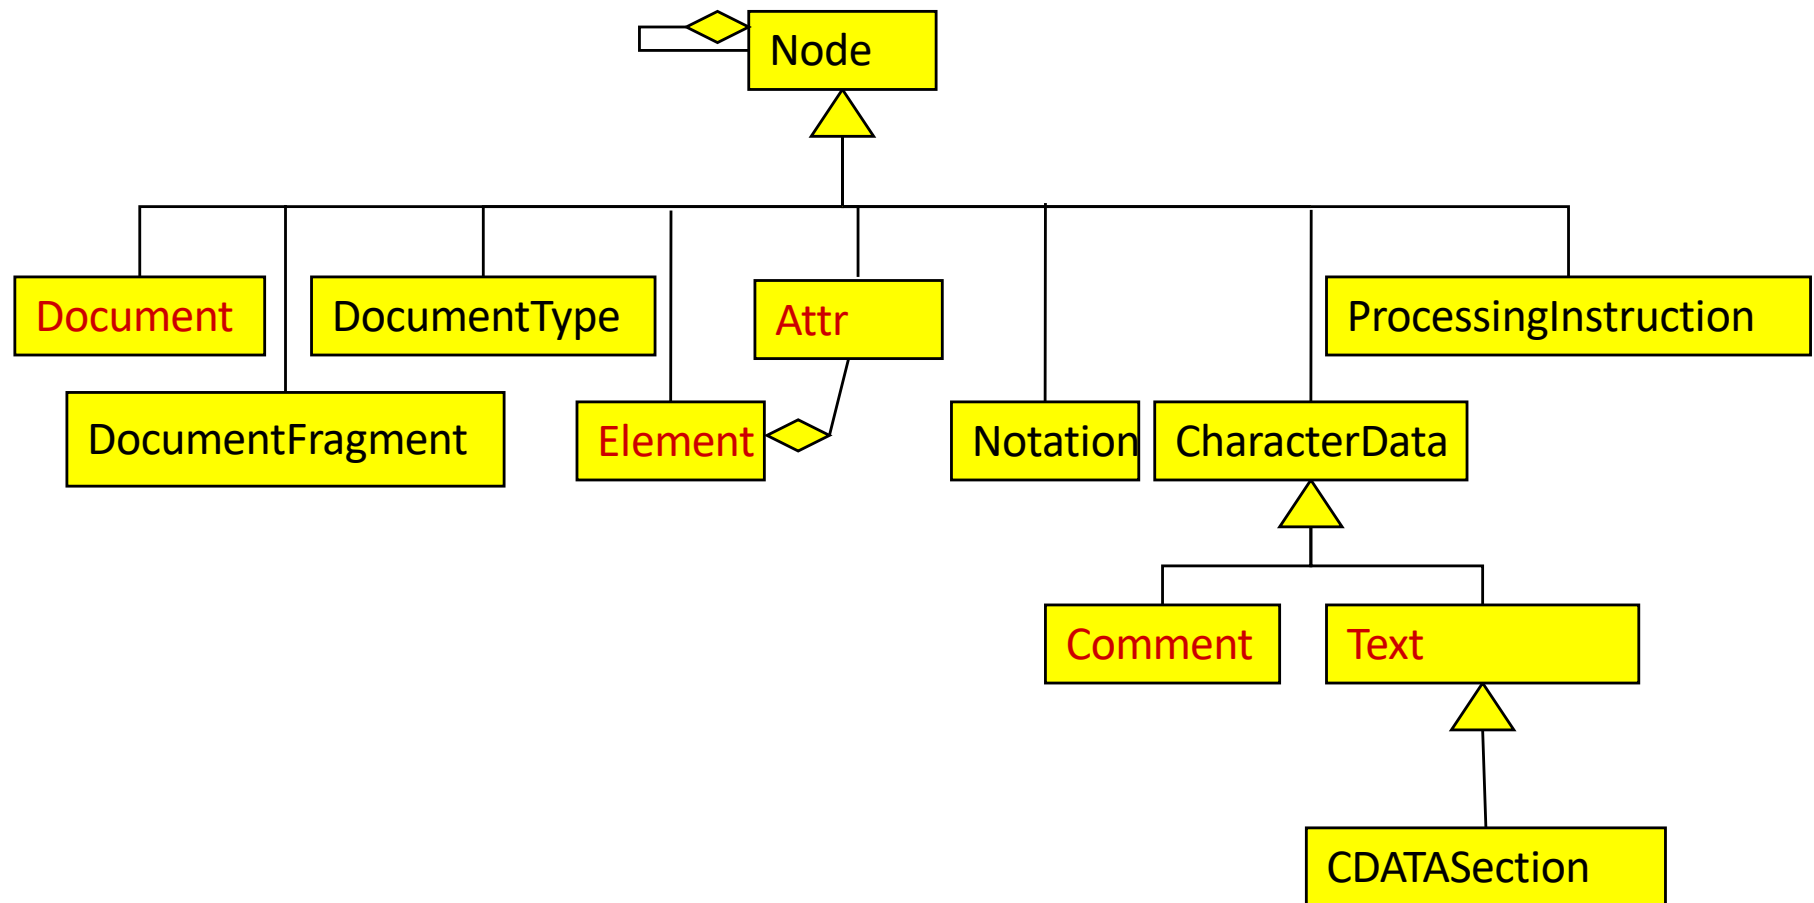 Node
Document
DocumentType
Attr
ProcessingInstruction
DocumentFragment
Element
Notation
CharacterData
Comment
Text
CDATASection